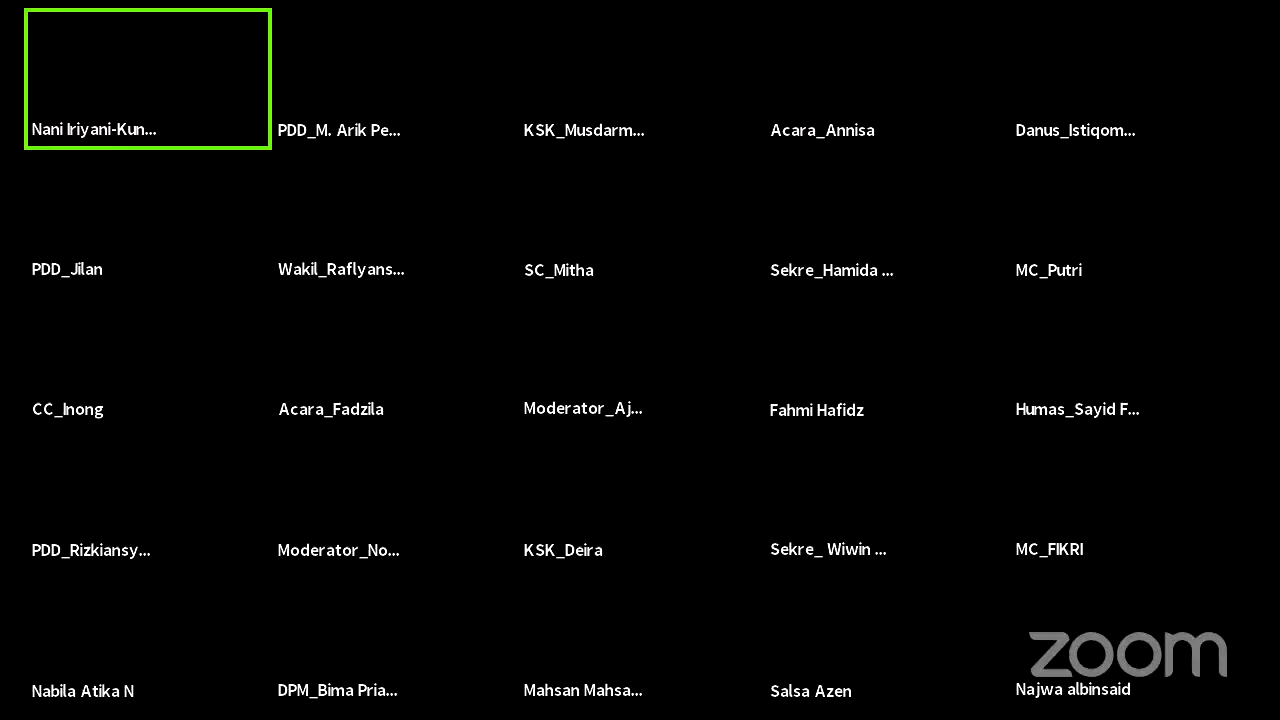 Nani Iriyani-Kun...
PDD_M. Arik Pe...
KSK_Musdarm...
Acara_Annisa
Danus_Istiqom...
PDD_Jilan
Wakil_Raflyans...
SC_Mitha
Sekre_Hamida ...
MC_Putri
CC_Inong
Acara_Fadzila
Moderator_Aj...
Fahmi Hafidz
Humas_Sayid F...
PDD_Rizkiansy...
Moderator_No...
KSK_Deira
Sekre_ Wiwin ...
MC_FIKRI
zoom
Nabila Atika N
DPM_Bima Pria...
Mahsan Mahsa...
Salsa Azen
Najwa albinsaid